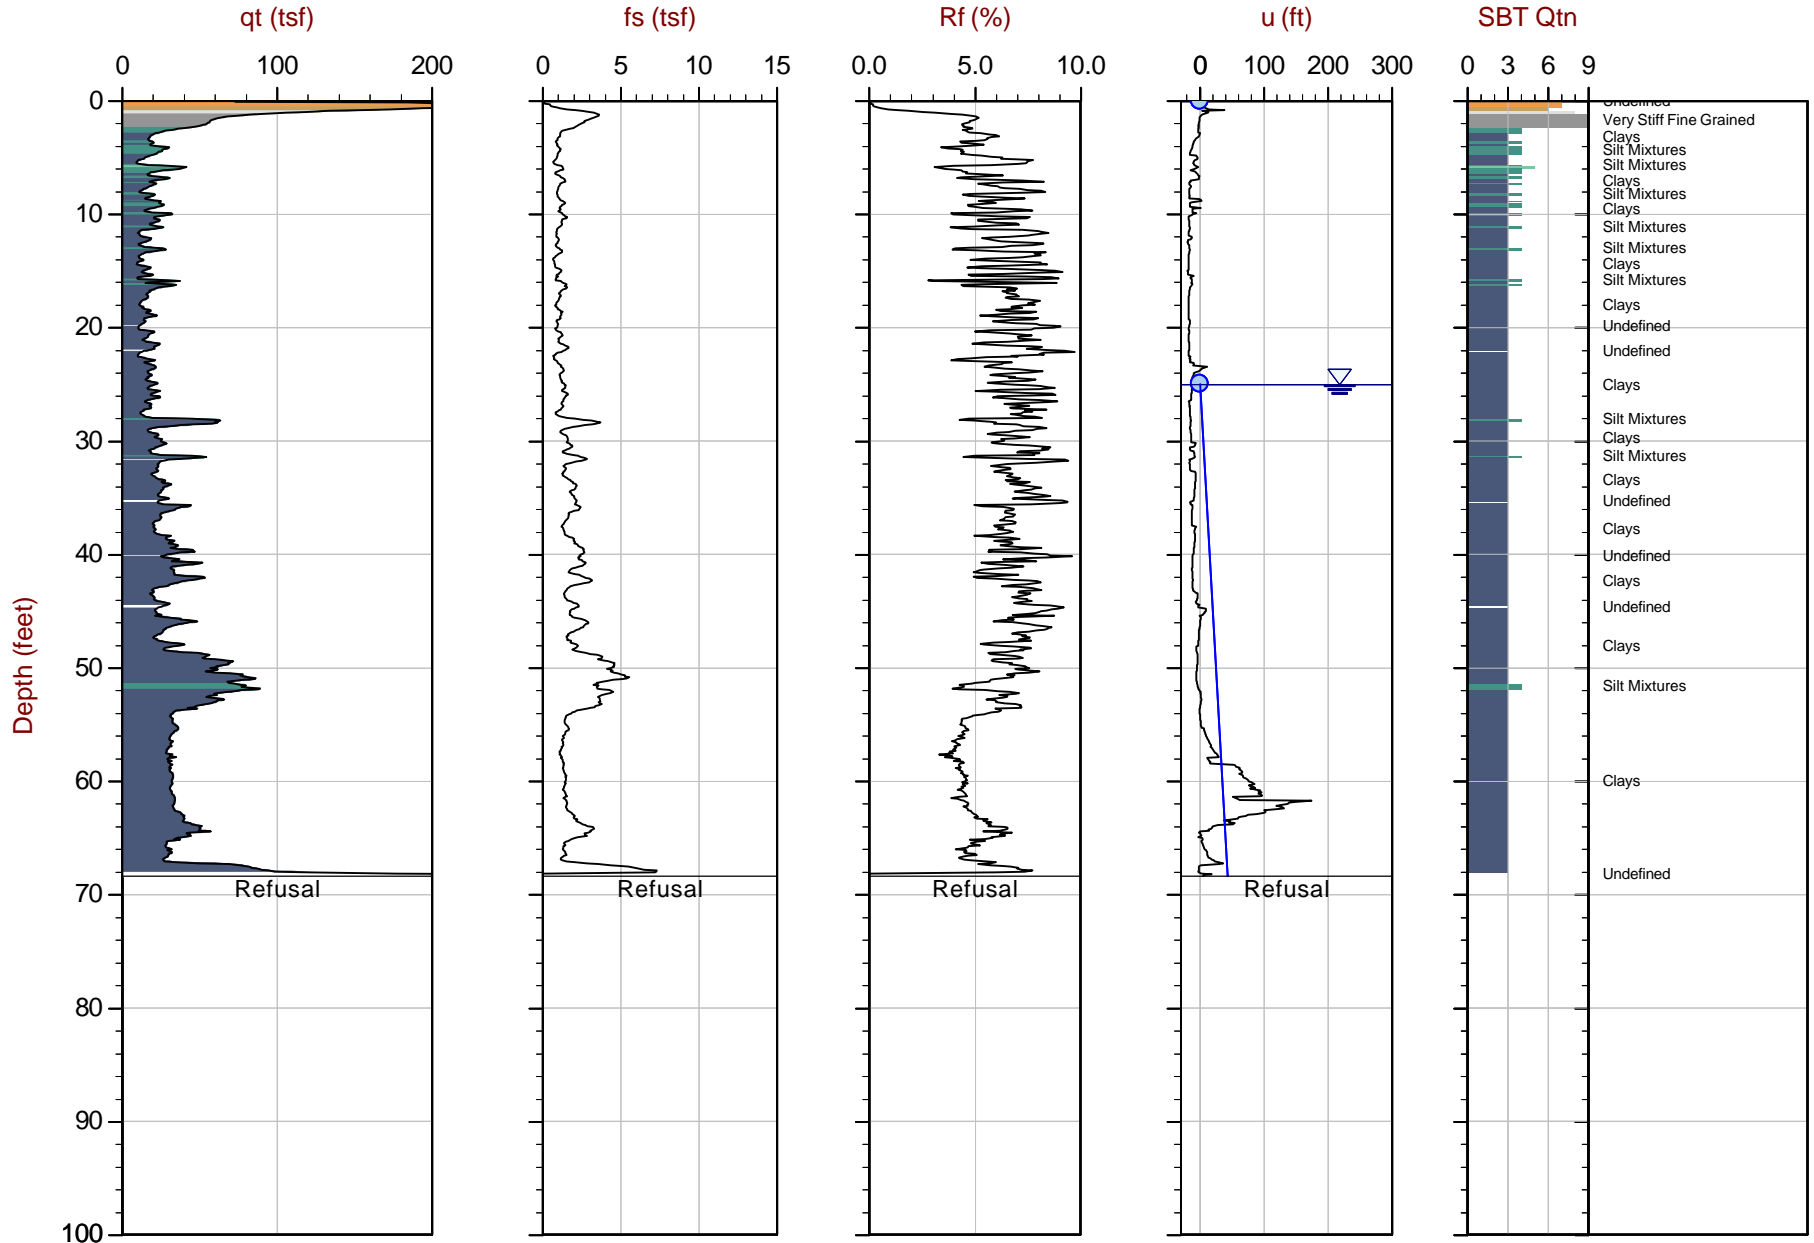 qt (tsf) fs (tsf) Rf (%) u (ft) SBT Qtn
0 100 200 0 5 10 15 0.0 5.0 10.0 0 0 100 200 300 0 3 6 9
0
Undefined
Very Stiff Fine Grained
Clays
Silt Mixtures
Silt Mixtures
Clays
Silt Mixtures
Clays
10
Silt Mixtures
Silt Mixtures
Clays
Silt Mixtures
Clays
20
Undefined
Undefined
Clays
Silt Mixtures
30
Clays
Silt Mixtures
Clays
Undefined
Clays
40
Undefined
Clays
Undefined
Clays
50
Silt Mixtures
Depth (feet)
60
Clays
Undefined
Refusal Refusal Refusal Refusal
70
80
90
100